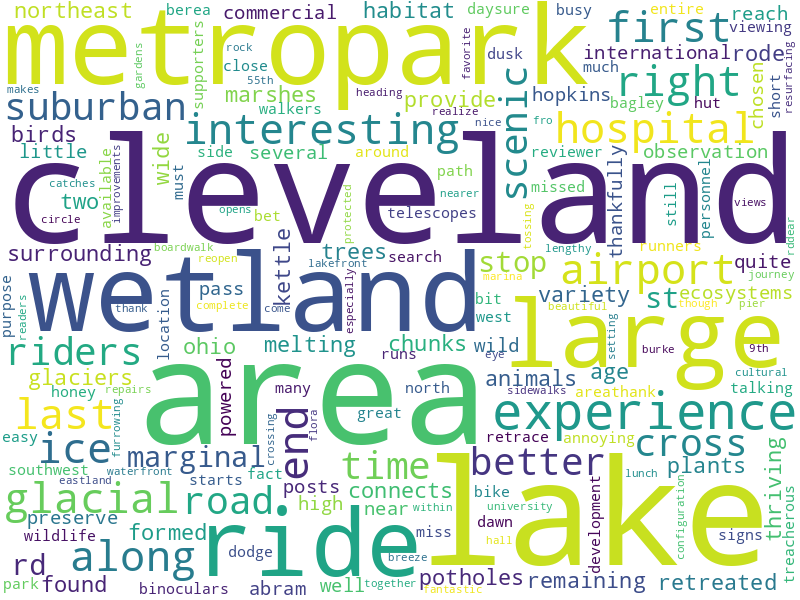 northeast berea commercial habitat daysure busy entire reach
metropark first viewing
gardens rock 55th supporters close favorite dusk international rode
makes suburban marshes walkers provide realize hopkins right much bagley hut chosen short resurfacing
birds interesting scenic hospital
little wide side several around path reviewer observation
available improvements catches must nice fro missed still personnel thankfully
two cleveland nearer
circle opens bet protected telescopes tossing views
surrounding boardwalk kettle trees search stop lengthy runners quite roddear
reopen lakefront airport journey
purpose readers wetland pass marina variety st ecosystems
thank complete come especially bit beautiful though pier
location west large
riders ohio melting chunks wild eye setting burke 9th
glaciers area runs animals age sidewalks cultural
honey repairs powered many north areathank talking
last end great experience
easy furrowing ice crossing flora retrace annoying cross
southwest waterfront marginal time better plants thriving
eastland starts fact connects lunch
glacial road posts high near bike university within lake configuration
preserve formed miss dawn development signs treacherous
wildlife along ride dodge breeze hall
rd park found binoculars abram well together potholes fantastic remaining retreated
heading